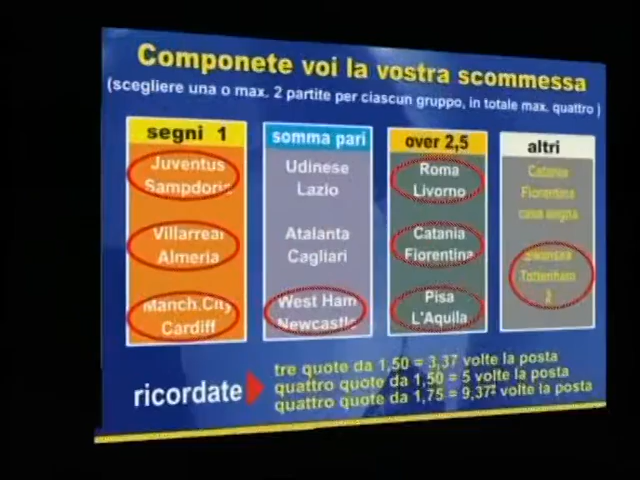 Componete voi la vostra scommessa
(scegliere una o max. 2 partite per ciascun gruppo, in totale max. quattro )
segni 1
Juventus
Sampdoria
Villarreal
Almeria
Manch.City
Cardiff
somma pari
Udinese
Lazio
Atalanta
Cagliari
West Ham
Newcastle
over 2,5
Roma
Livorno
Catania
Fiorentina
Pisa
L'Aquila
altri
Catania
Fiorentina
casa segna
Swansea
Tottenham
2
ricordate
tre quote da 1,50 = 3,37 volte la posta
quattro quote da 1,50 = 5 volte la posta
quattro quote da 1,75 = 9,37 volte la posta